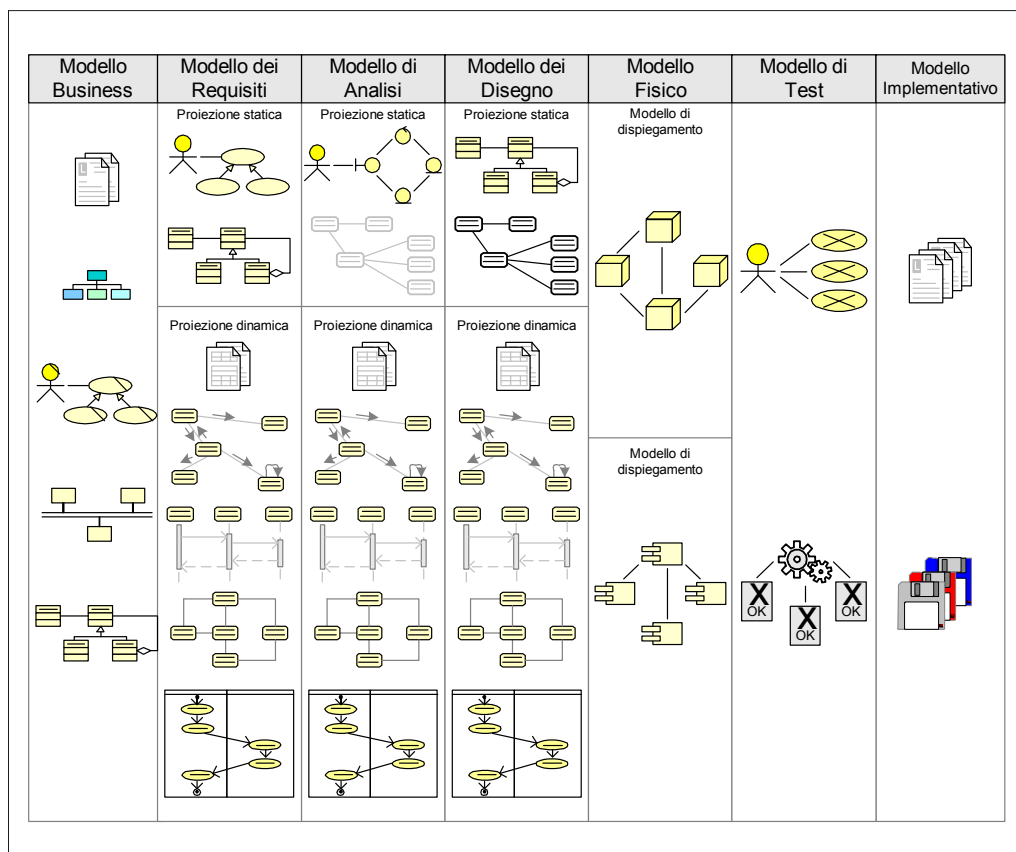 Modello
Business
Modello dei
Requisiti
Modello di
Analisi
Modello dei
Disegno
Modello
Fisico
Modello di
Test
Modello
Implementativo
Proiezione statica
Proiezione statica
Proiezione statica
Modello di
dispiegamento
L
L
Proiezione dinamica
Proiezione dinamica
Proiezione dinamica
Modello di
dispiegamento
X
OK
X
OK
X
OK